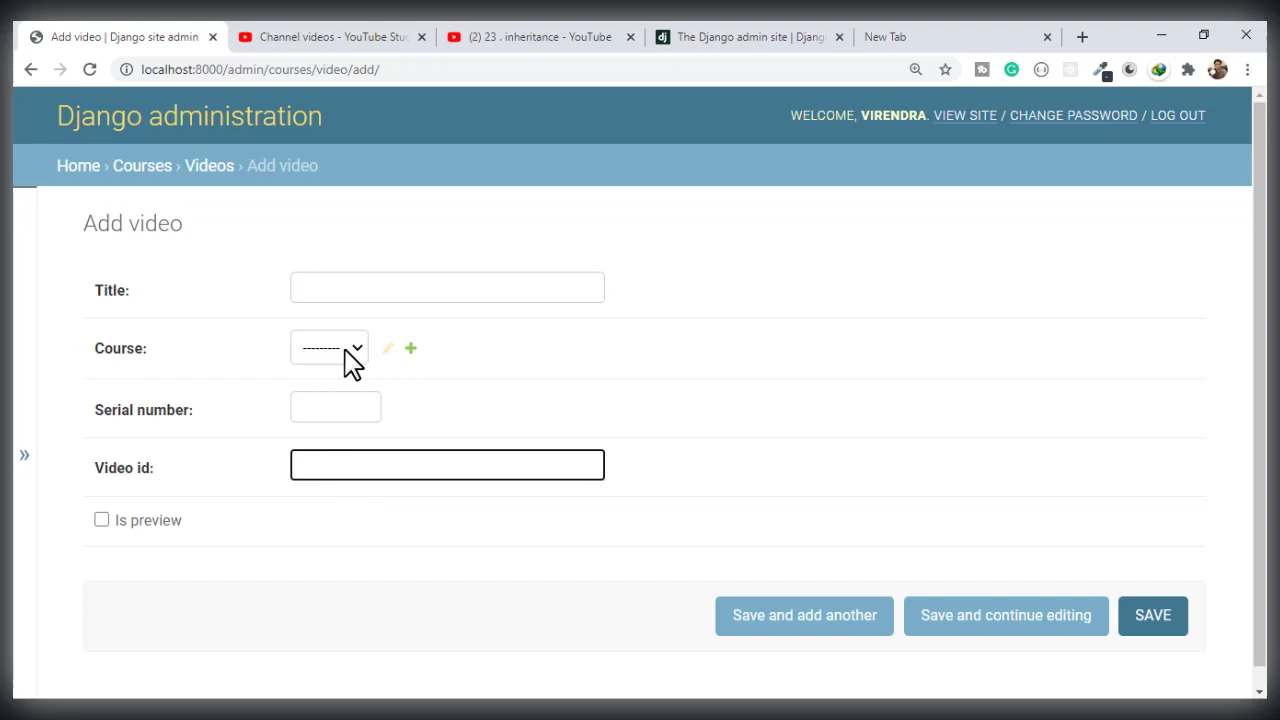 Add video | Django site admin
Channel videos - YouTube Stu
(2) 23 . inheritance - YouTube
The Django admin site | Djang
New Tab
localhost:8000/admin/courses/video/add/
Django administration
WELCOME, VIRENDRA. VIEW SITE / CHANGE PASSWORD / LOG OUT
Home › Courses › Videos › Add video
Add video
Title:
Course:
---------
Serial number:
»
Video id:
Is preview
Save and add another
Save and continue editing
SAVE